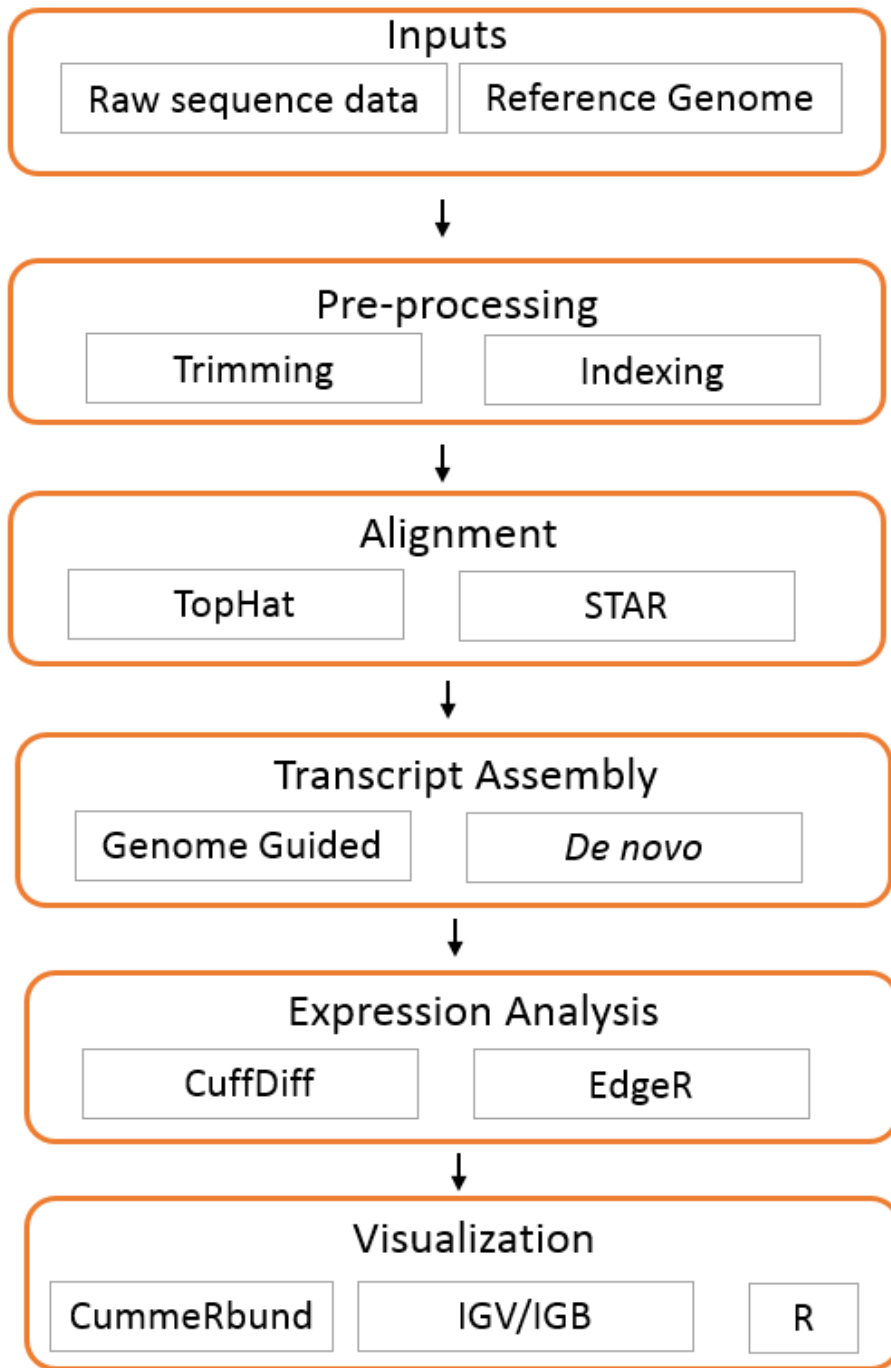 Inputs
Raw sequence data
Reference Genome
Pre-processing
Trimming
Indexing
Alignment
TopHat
STAR
Transcript Assembly
Genome Guided
De novo
Expression Analysis
CuffDiff
EdgeR
Visualization
CummeRbund
IGV/IGB
R